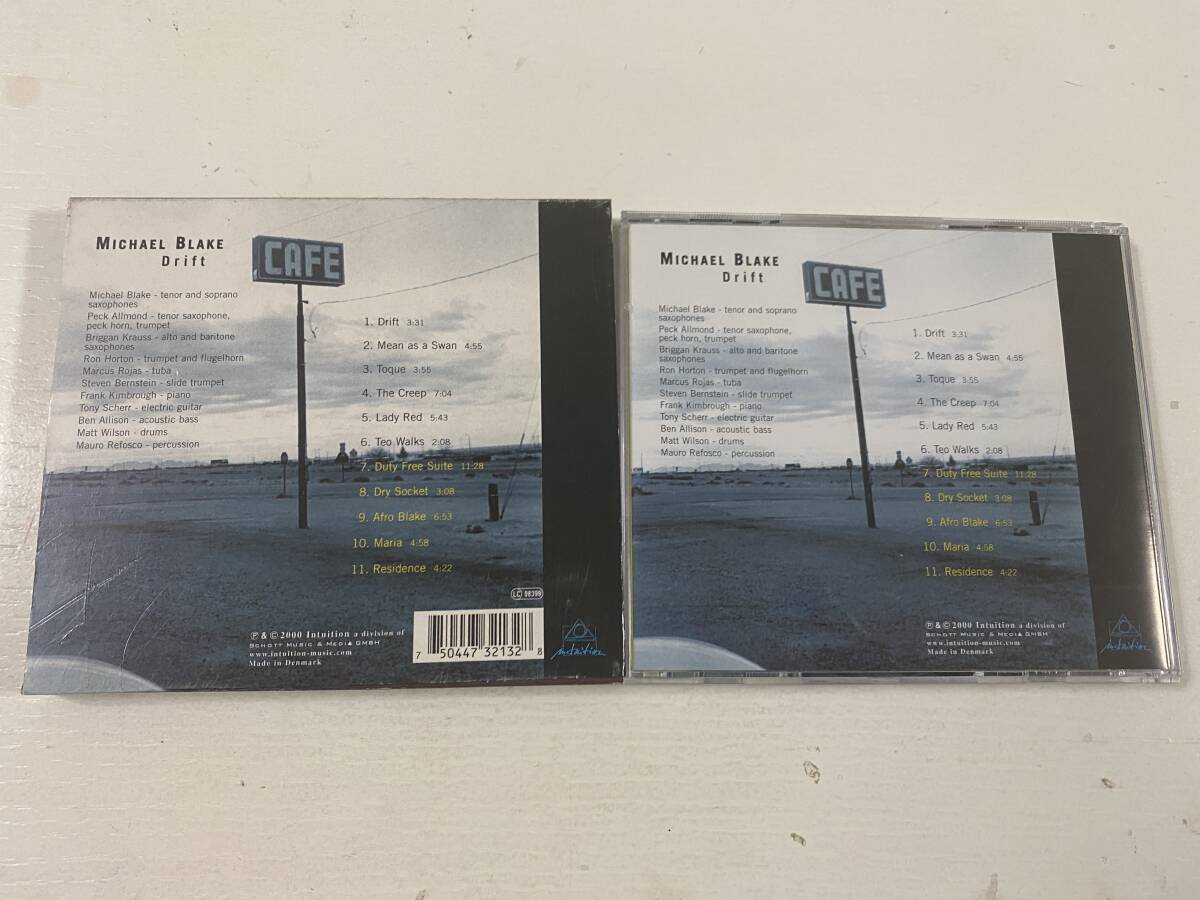 MICHAEL BLAKE
Drift
CAFE
Michael Blake - tenor and soprano
saxophones
Peck Allmond - tenor saxophone,
peck horn, trumpet
Briggan Krauss - alto and baritone
saxophones
Ron Horton - trumpet and flugelhorn
Marcus Rojas - tuba
Steven Bernstein - slide trumpet
Frank Kimbrough - piano
Tony Scherr - electric guitar
Ben Allison - acoustic bass
Matt Wilson - drums
Mauro Refosco - percussion
1. Drift 3:31
2. Mean as a Swan 4:55
3. Toque 3:55
4. The Creep 7:04
5. Lady Red 5:43
6. Teo Walks 2:08
7. Duty Free Suite 11:28
8. Dry Socket 3:08
9. Afro Blake 6:53
10. Maria 4:58
11. Residence 4:22
LC 08399
℗ & © 2000 Intuition a division of
SCHOTT MUSIC & MEDIA GMBH
www.intuition-music.com
Made in Denmark
7 50447 32132 8
intuition
MICHAEL BLAKE
Drift
CAFE
Michael Blake - tenor and soprano
saxophones
Peck Allmond - tenor saxophone,
peck horn, trumpet
Briggan Krauss - alto and baritone
saxophones
Ron Horton - trumpet and flugelhorn
Marcus Rojas - tuba
Steven Bernstein - slide trumpet
Frank Kimbrough - piano
Tony Scherr - electric guitar
Ben Allison - acoustic bass
Matt Wilson - drums
Mauro Refosco - percussion
1. Drift 3:31
2. Mean as a Swan 4:55
3. Toque 3:55
4. The Creep 7:04
5. Lady Red 5:43
6. Teo Walks 2:08
7. Duty Free Suite 11:28
8. Dry Socket 3:08
9. Afro Blake 6:53
10. Maria 4:58
11. Residence 4:22
℗ & © 2000 Intuition a division of
SCHOTT MUSIC & MEDIA GMBH
www.intuition-music.com
Made in Denmark
intuition